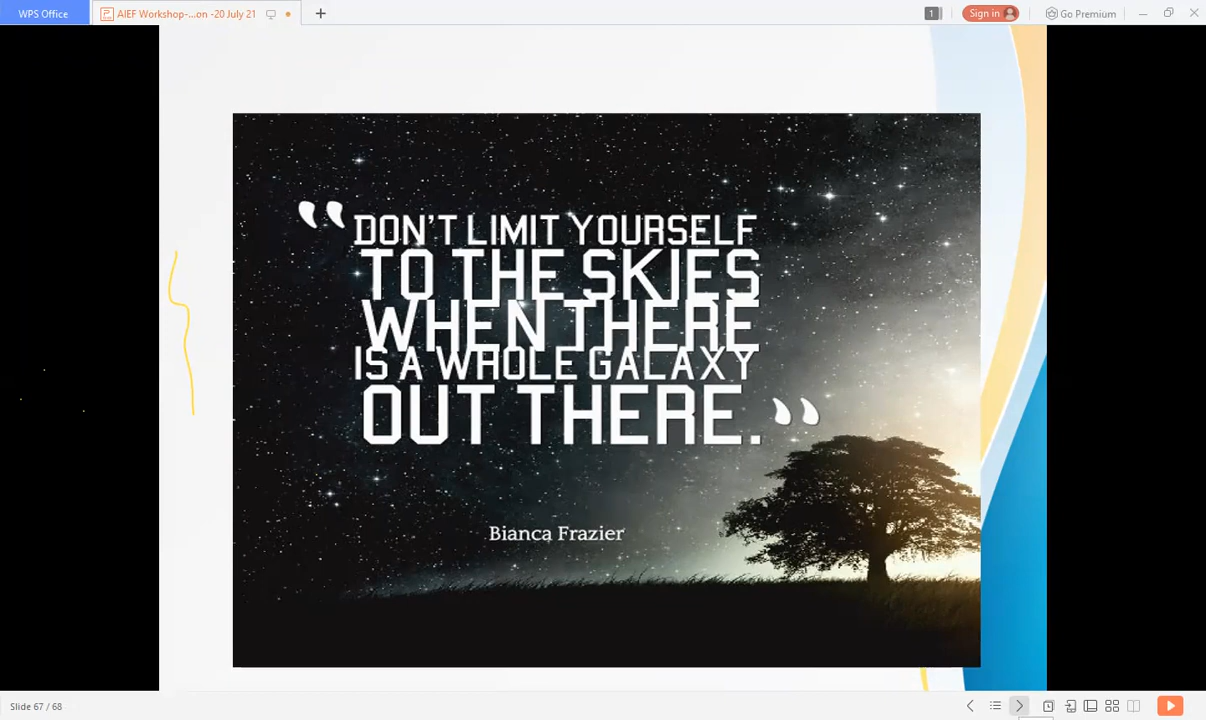 WPS Office
AIEF Workshop-...on -20 July 21
1
Sign in
Go Premium
“DON'T LIMIT YOURSELF
TO THE SKIES
WHEN THERE
IS A WHOLE GALAXY
OUT THERE.”
Bianca Frazier
Slide 67 / 68